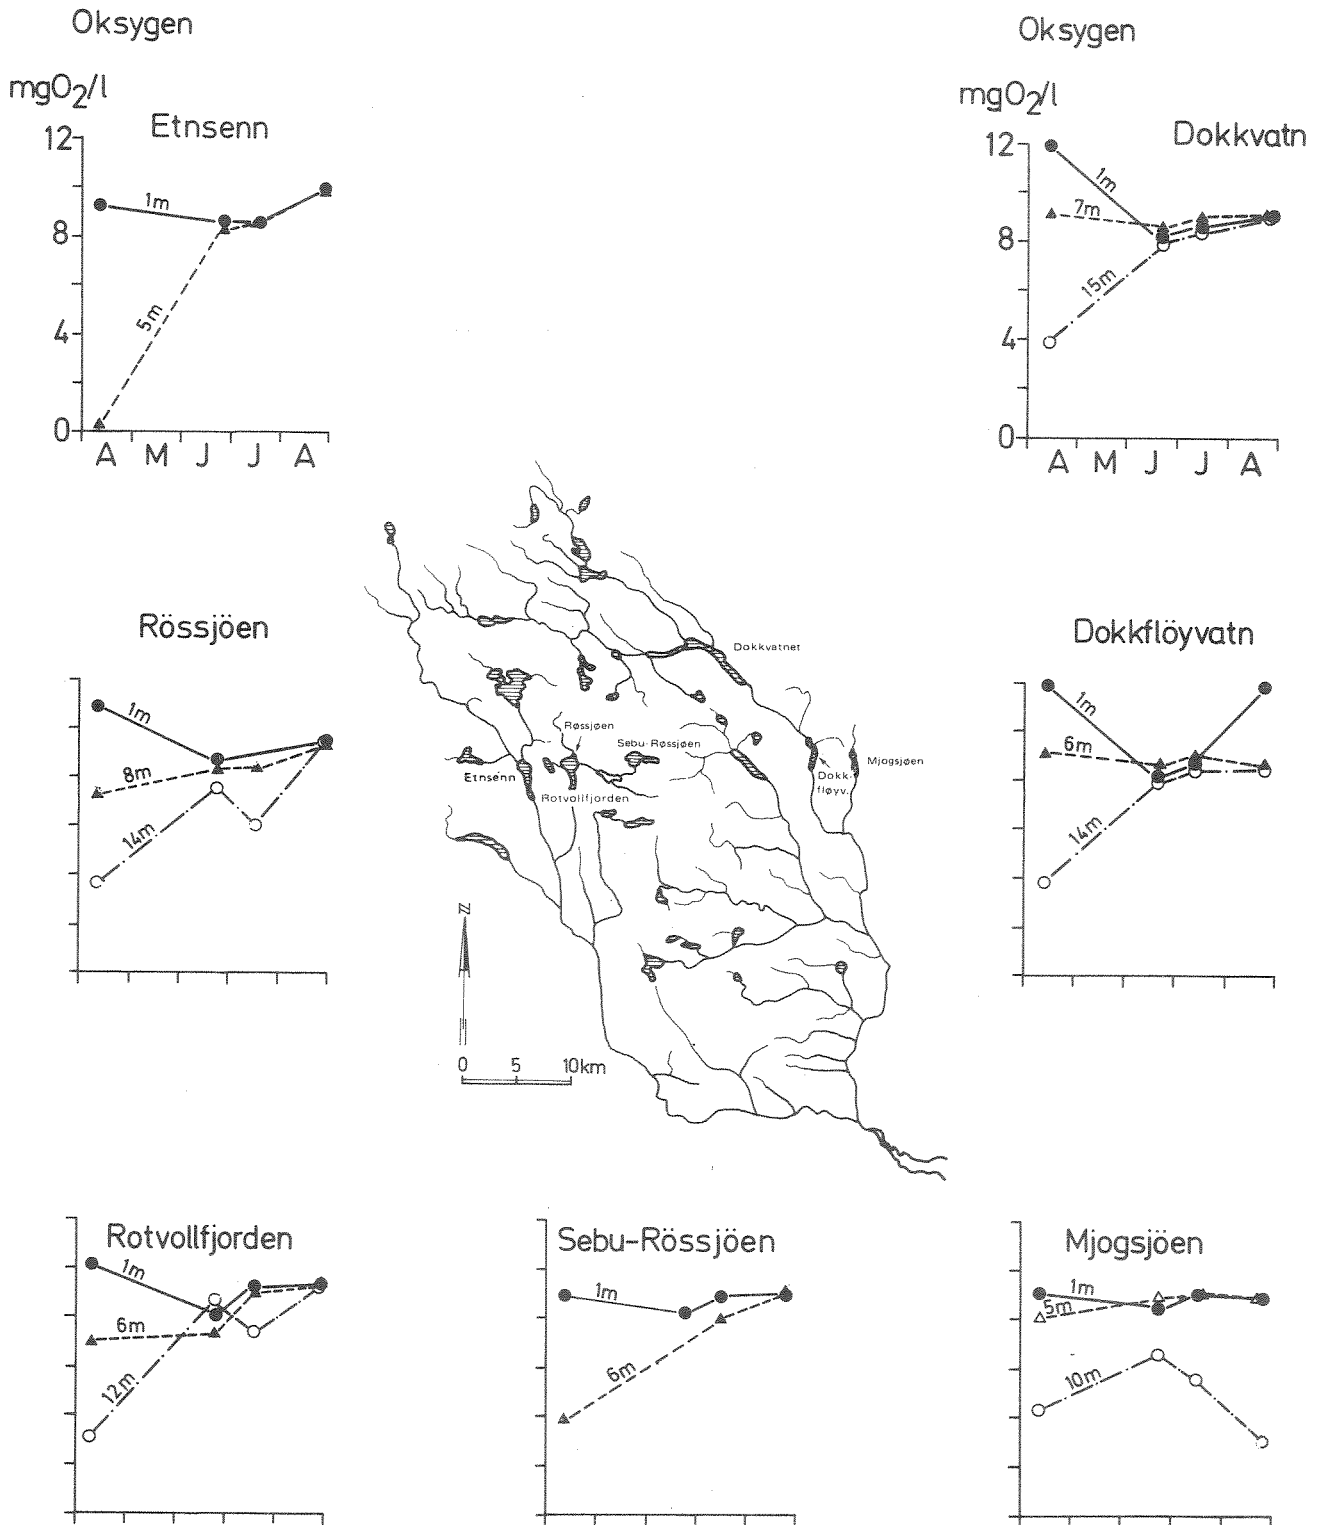 Oksygen
mgO2/l
Etnsenn
12
8
4
0
1m
5m
A M J J A
Oksygen
mgO2/l
Dokkvatn
12
8
4
0
1m
7m
15m
A M J J A
Rössjöen
1m
8m
14m
Dokkvatnet
Røssjøen
Sebu-Røssjøen
Etnsenn
Rotvollfjorden
Mjogsjøen
Dokk-
fløyv.
N
0 5 10km
Dokkflöyvatn
1m
6m
14m
Rotvollfjorden
1m
6m
12m
Sebu-Rössjöen
1m
6m
Mjogsjöen
1m
5m
10m